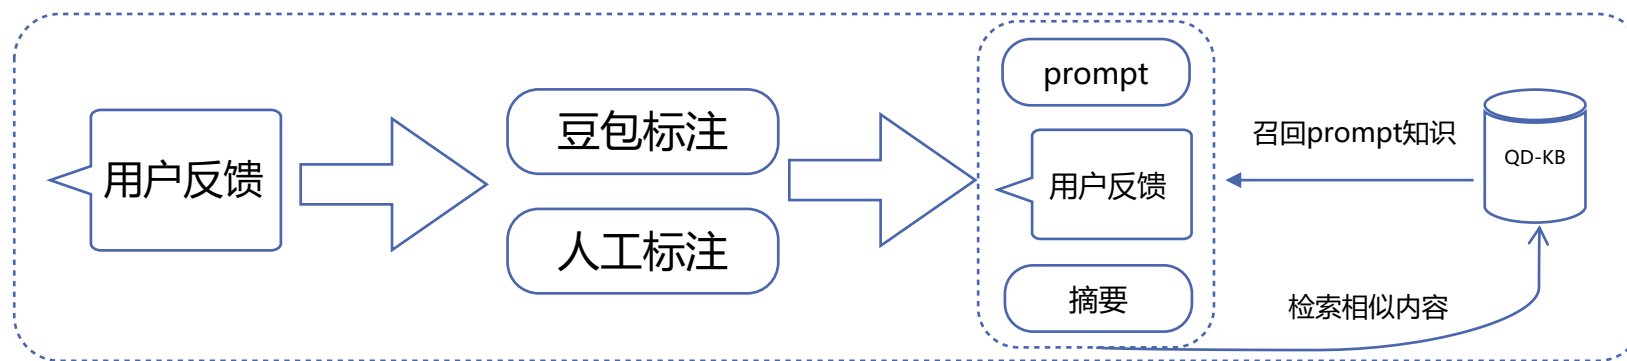 用户反馈
豆包标注
人工标注
prompt
用户反馈
摘要
召回prompt知识
检索相似内容
QD-KB